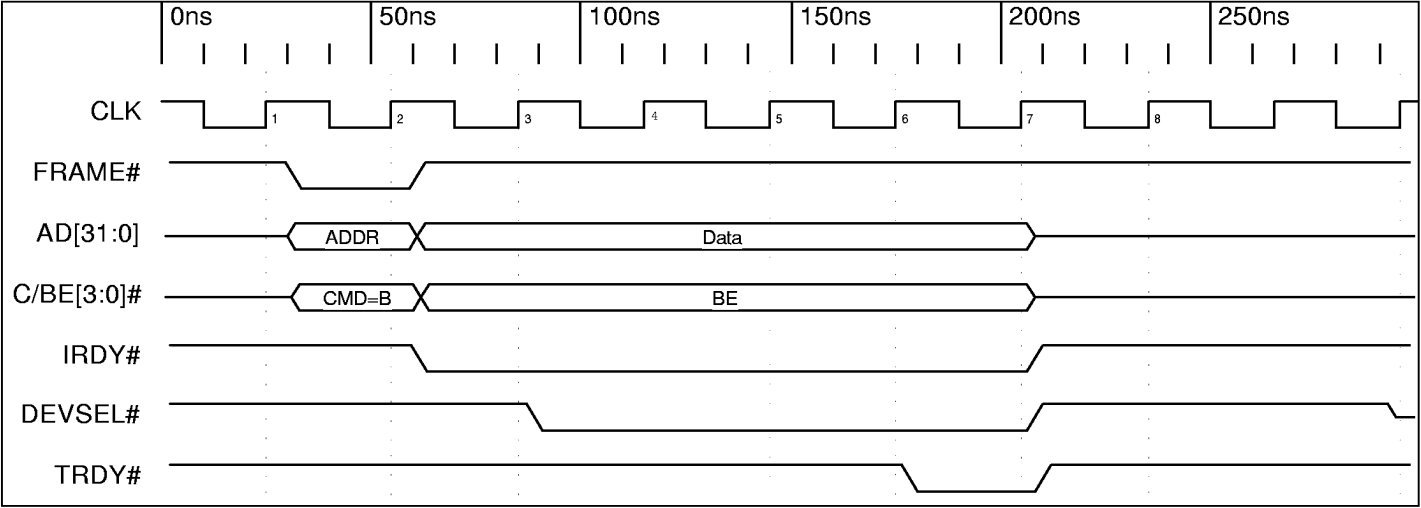 0ns 50ns 100ns 150ns 200ns 250ns
CLK 1 2 3 4 5 6 7 8
FRAME#
AD[31:0] ADDR Data
C/BE[3:0]# CMD=B BE
IRDY#
DEVSEL#
TRDY#